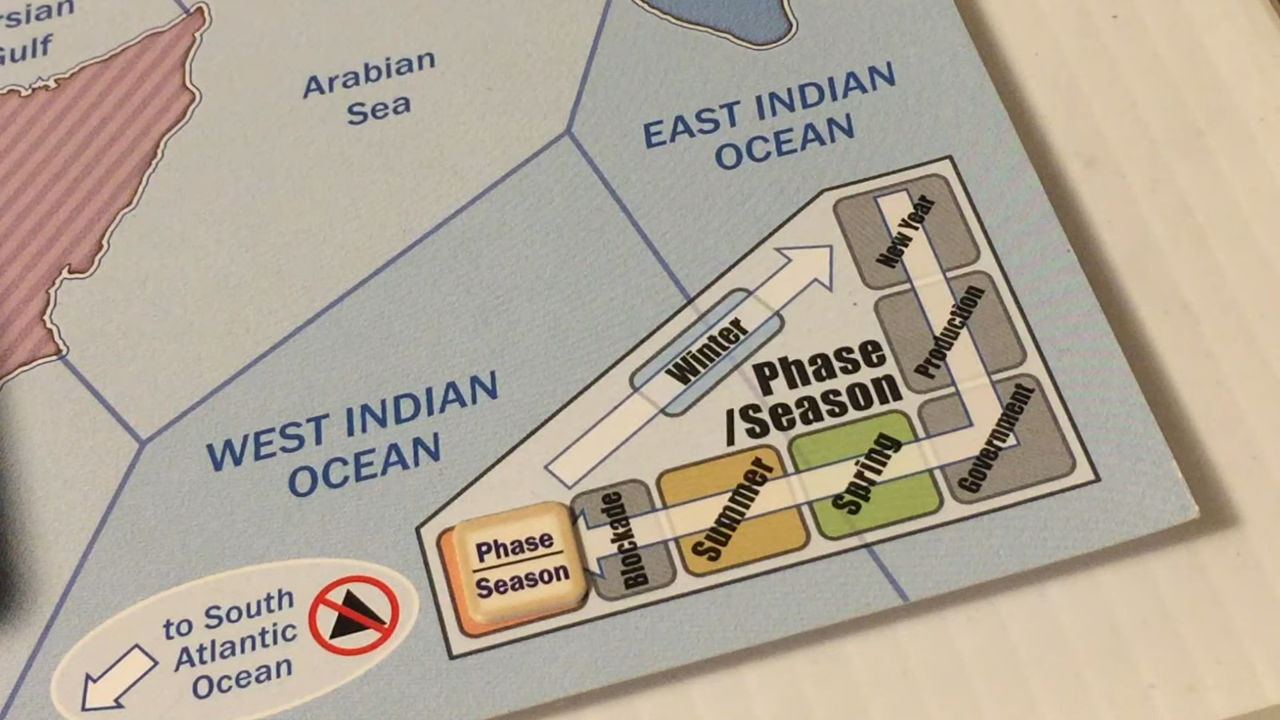 rsian
Gulf
Arabian
Sea
EAST INDIAN
OCEAN
WEST INDIAN
OCEAN
New Year
Production
Government
Winter
Phase
/Season
Spring
Summer
Blockade
Phase
Season
to South
Atlantic
Ocean